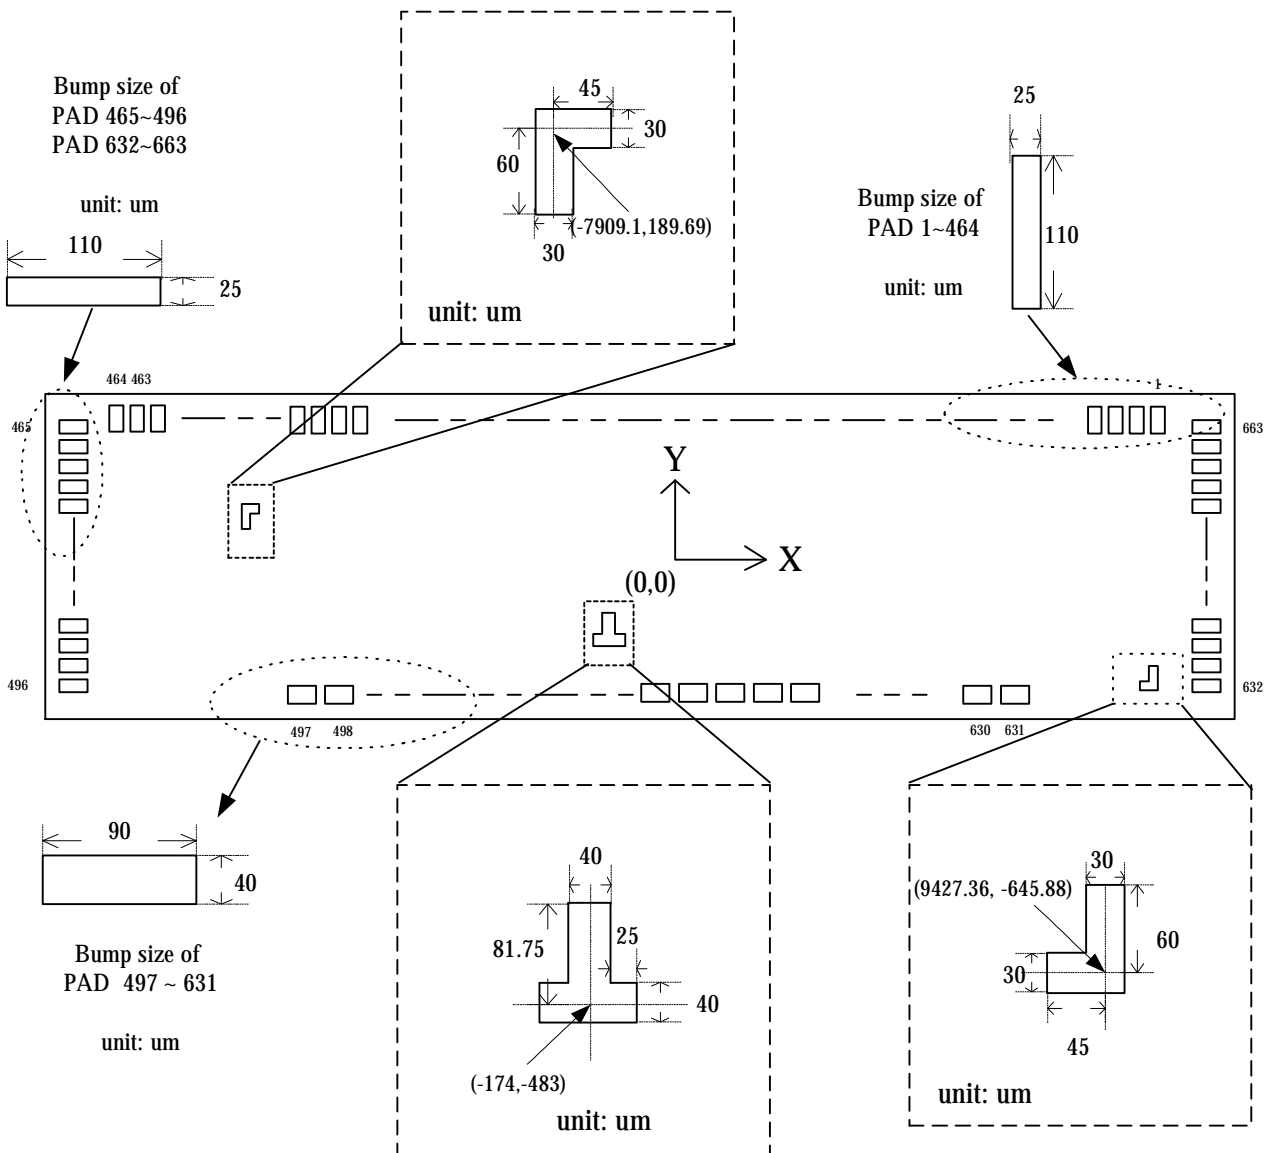 Bump size of
PAD 465~496
PAD 632~663
unit: um
110
25
45
30
60
(-7909.1,189.69)
30
unit: um
25
Bump size of
PAD 1~464
110
unit: um
464 463
1
465
663
Y
X
(0,0)
496
632
497 498
630 631
90
40
Bump size of
PAD 497 ~ 631
unit: um
40
81.75
25
40
(-174,-483)
unit: um
30
(9427.36, -645.88)
60
30
45
unit: um